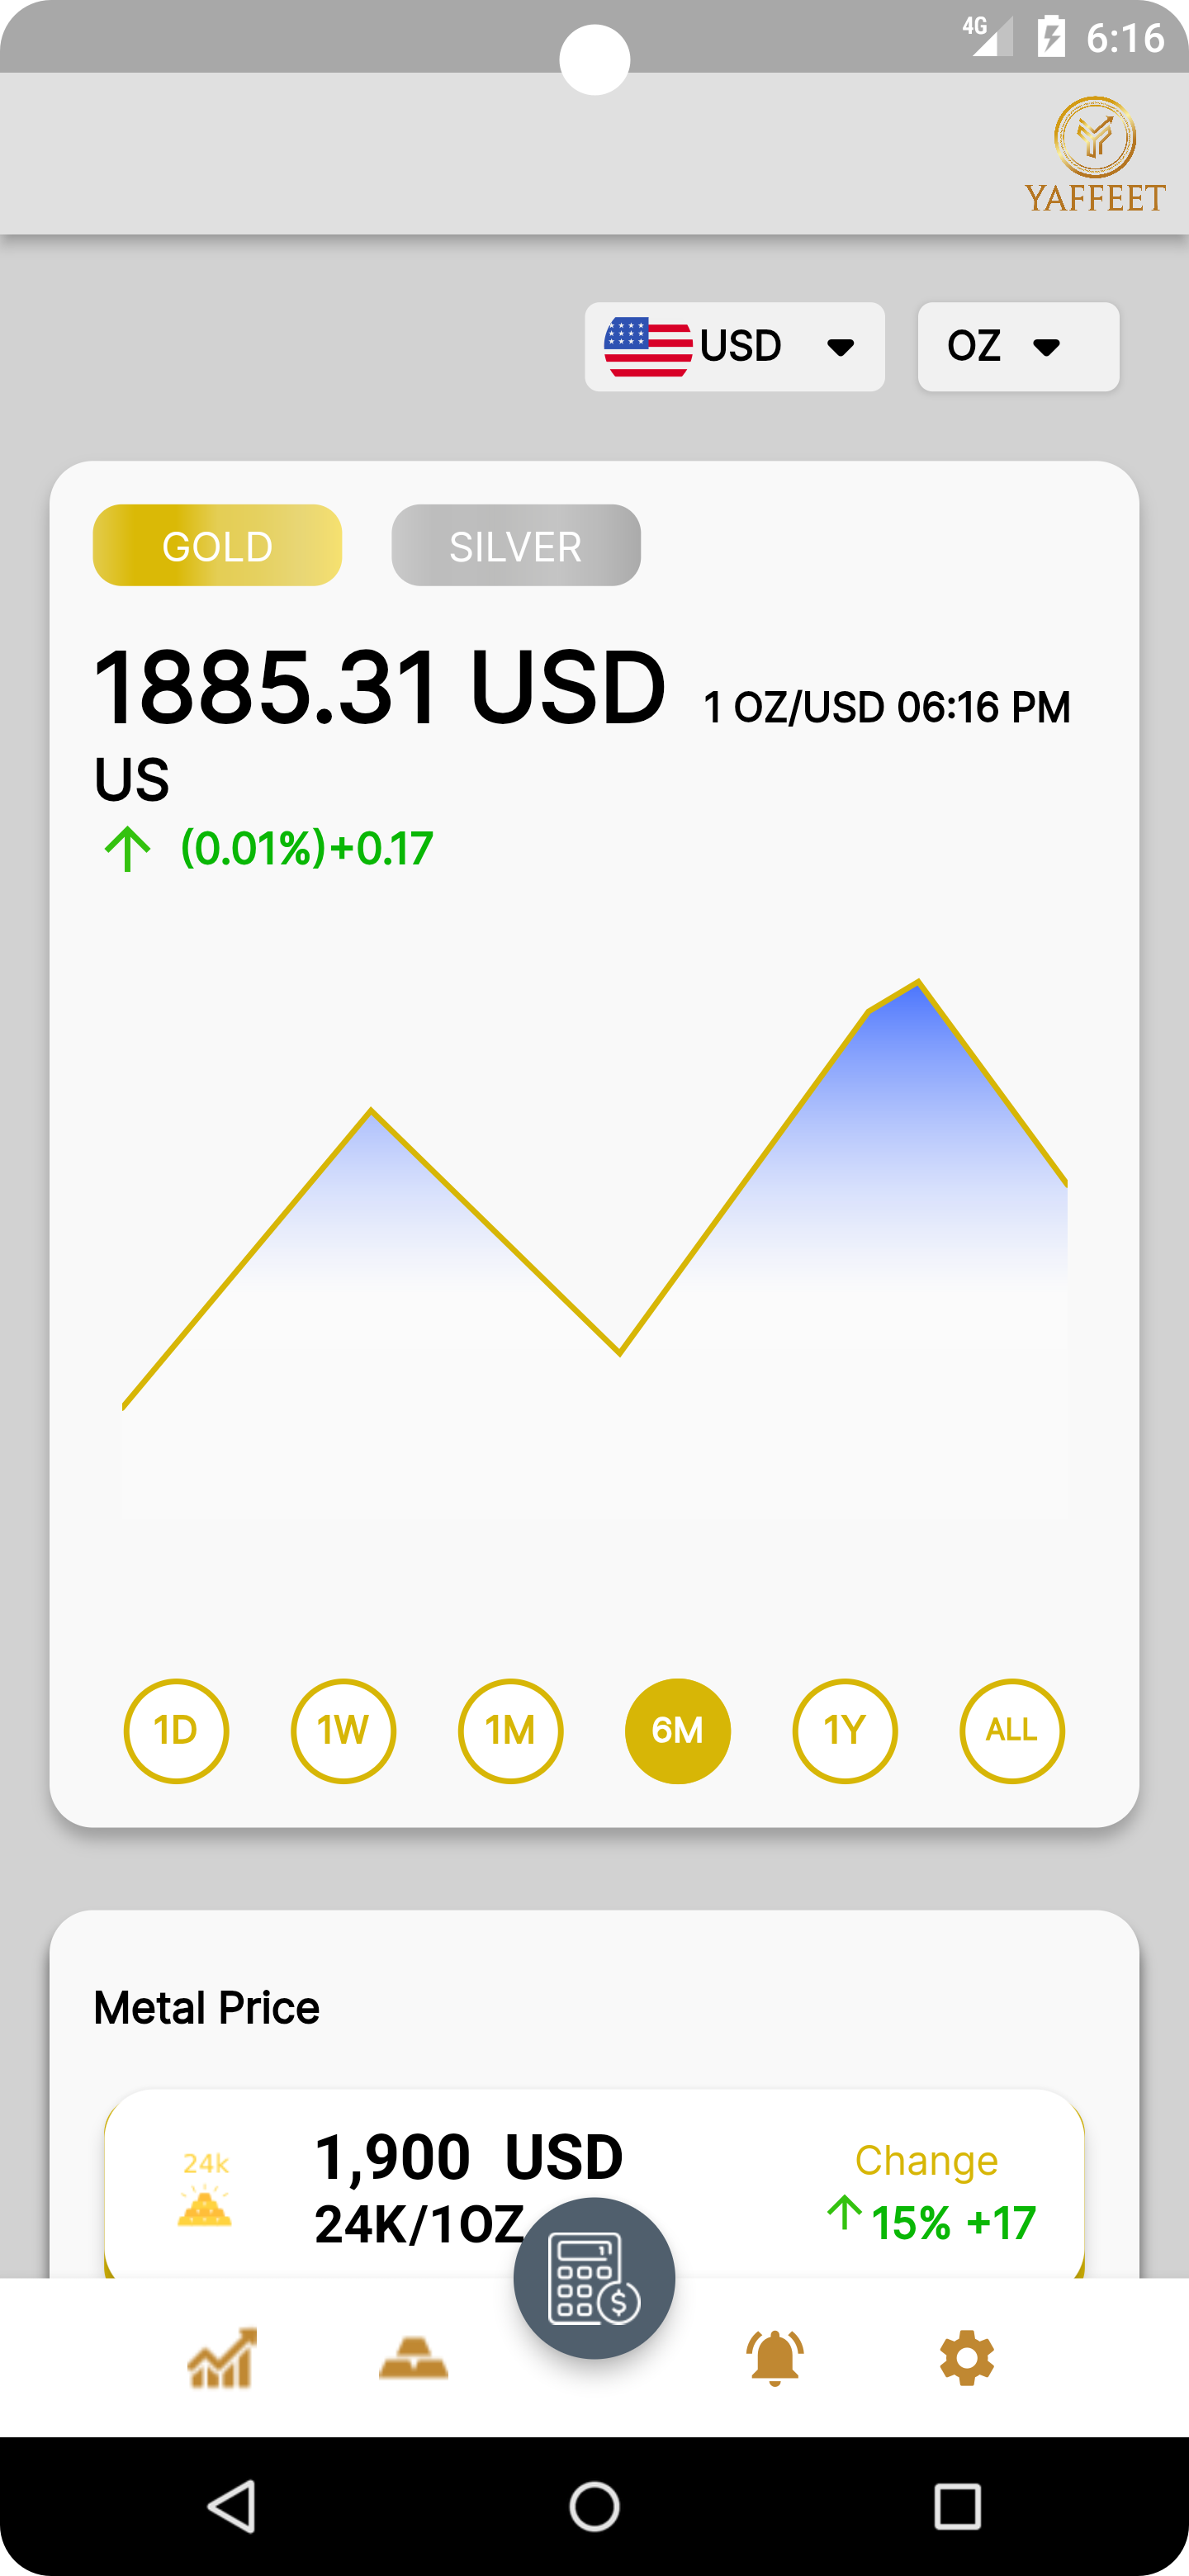 4G 6:16
YAFFEET
USD OZ
GOLD SILVER
1885.31 USD 1 OZ/USD 06:16 PM
US
(0.01%)+0.17
1D 1W 1M 6M 1Y ALL
Metal Price
24k 1,900 USD Change
24K/1OZ 15% +17
1
$